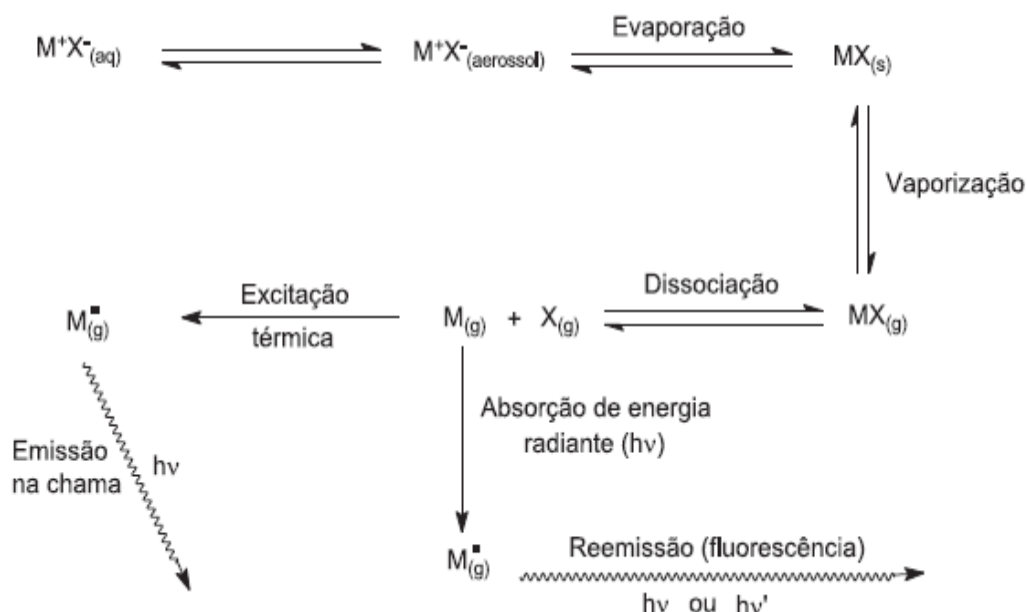 M⁺X⁻(aq)
M⁺X⁻(aerossol)
Evaporação
MX(s)
Vaporização
M(g)■
Excitação
térmica
M(g) + X(g)
Dissociação
MX(g)
Emissão
na chama
hν
Absorção de energia
radiante (hν)
M(g)■
Reemissão (fluorescência)
hν ou hν'